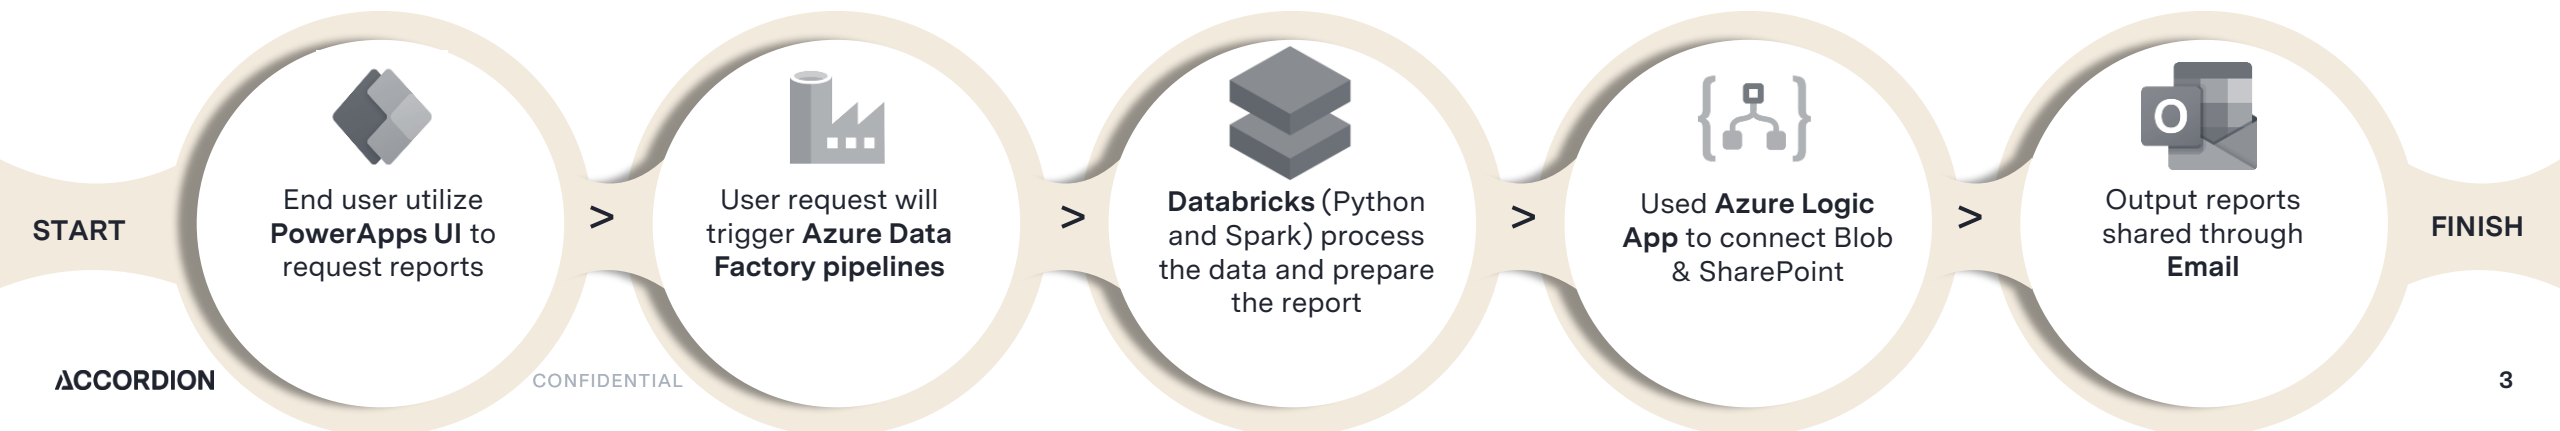 START
End user utilize
PowerApps UI to
request reports
>
User request will
trigger Azure Data
Factory pipelines
>
Databricks (Python
and Spark) process
the data and prepare
the report
>
Used Azure Logic
App to connect Blob
& SharePoint
>
O
Output reports
shared through
Email
FINISH
ACCORDION
CONFIDENTIAL
3